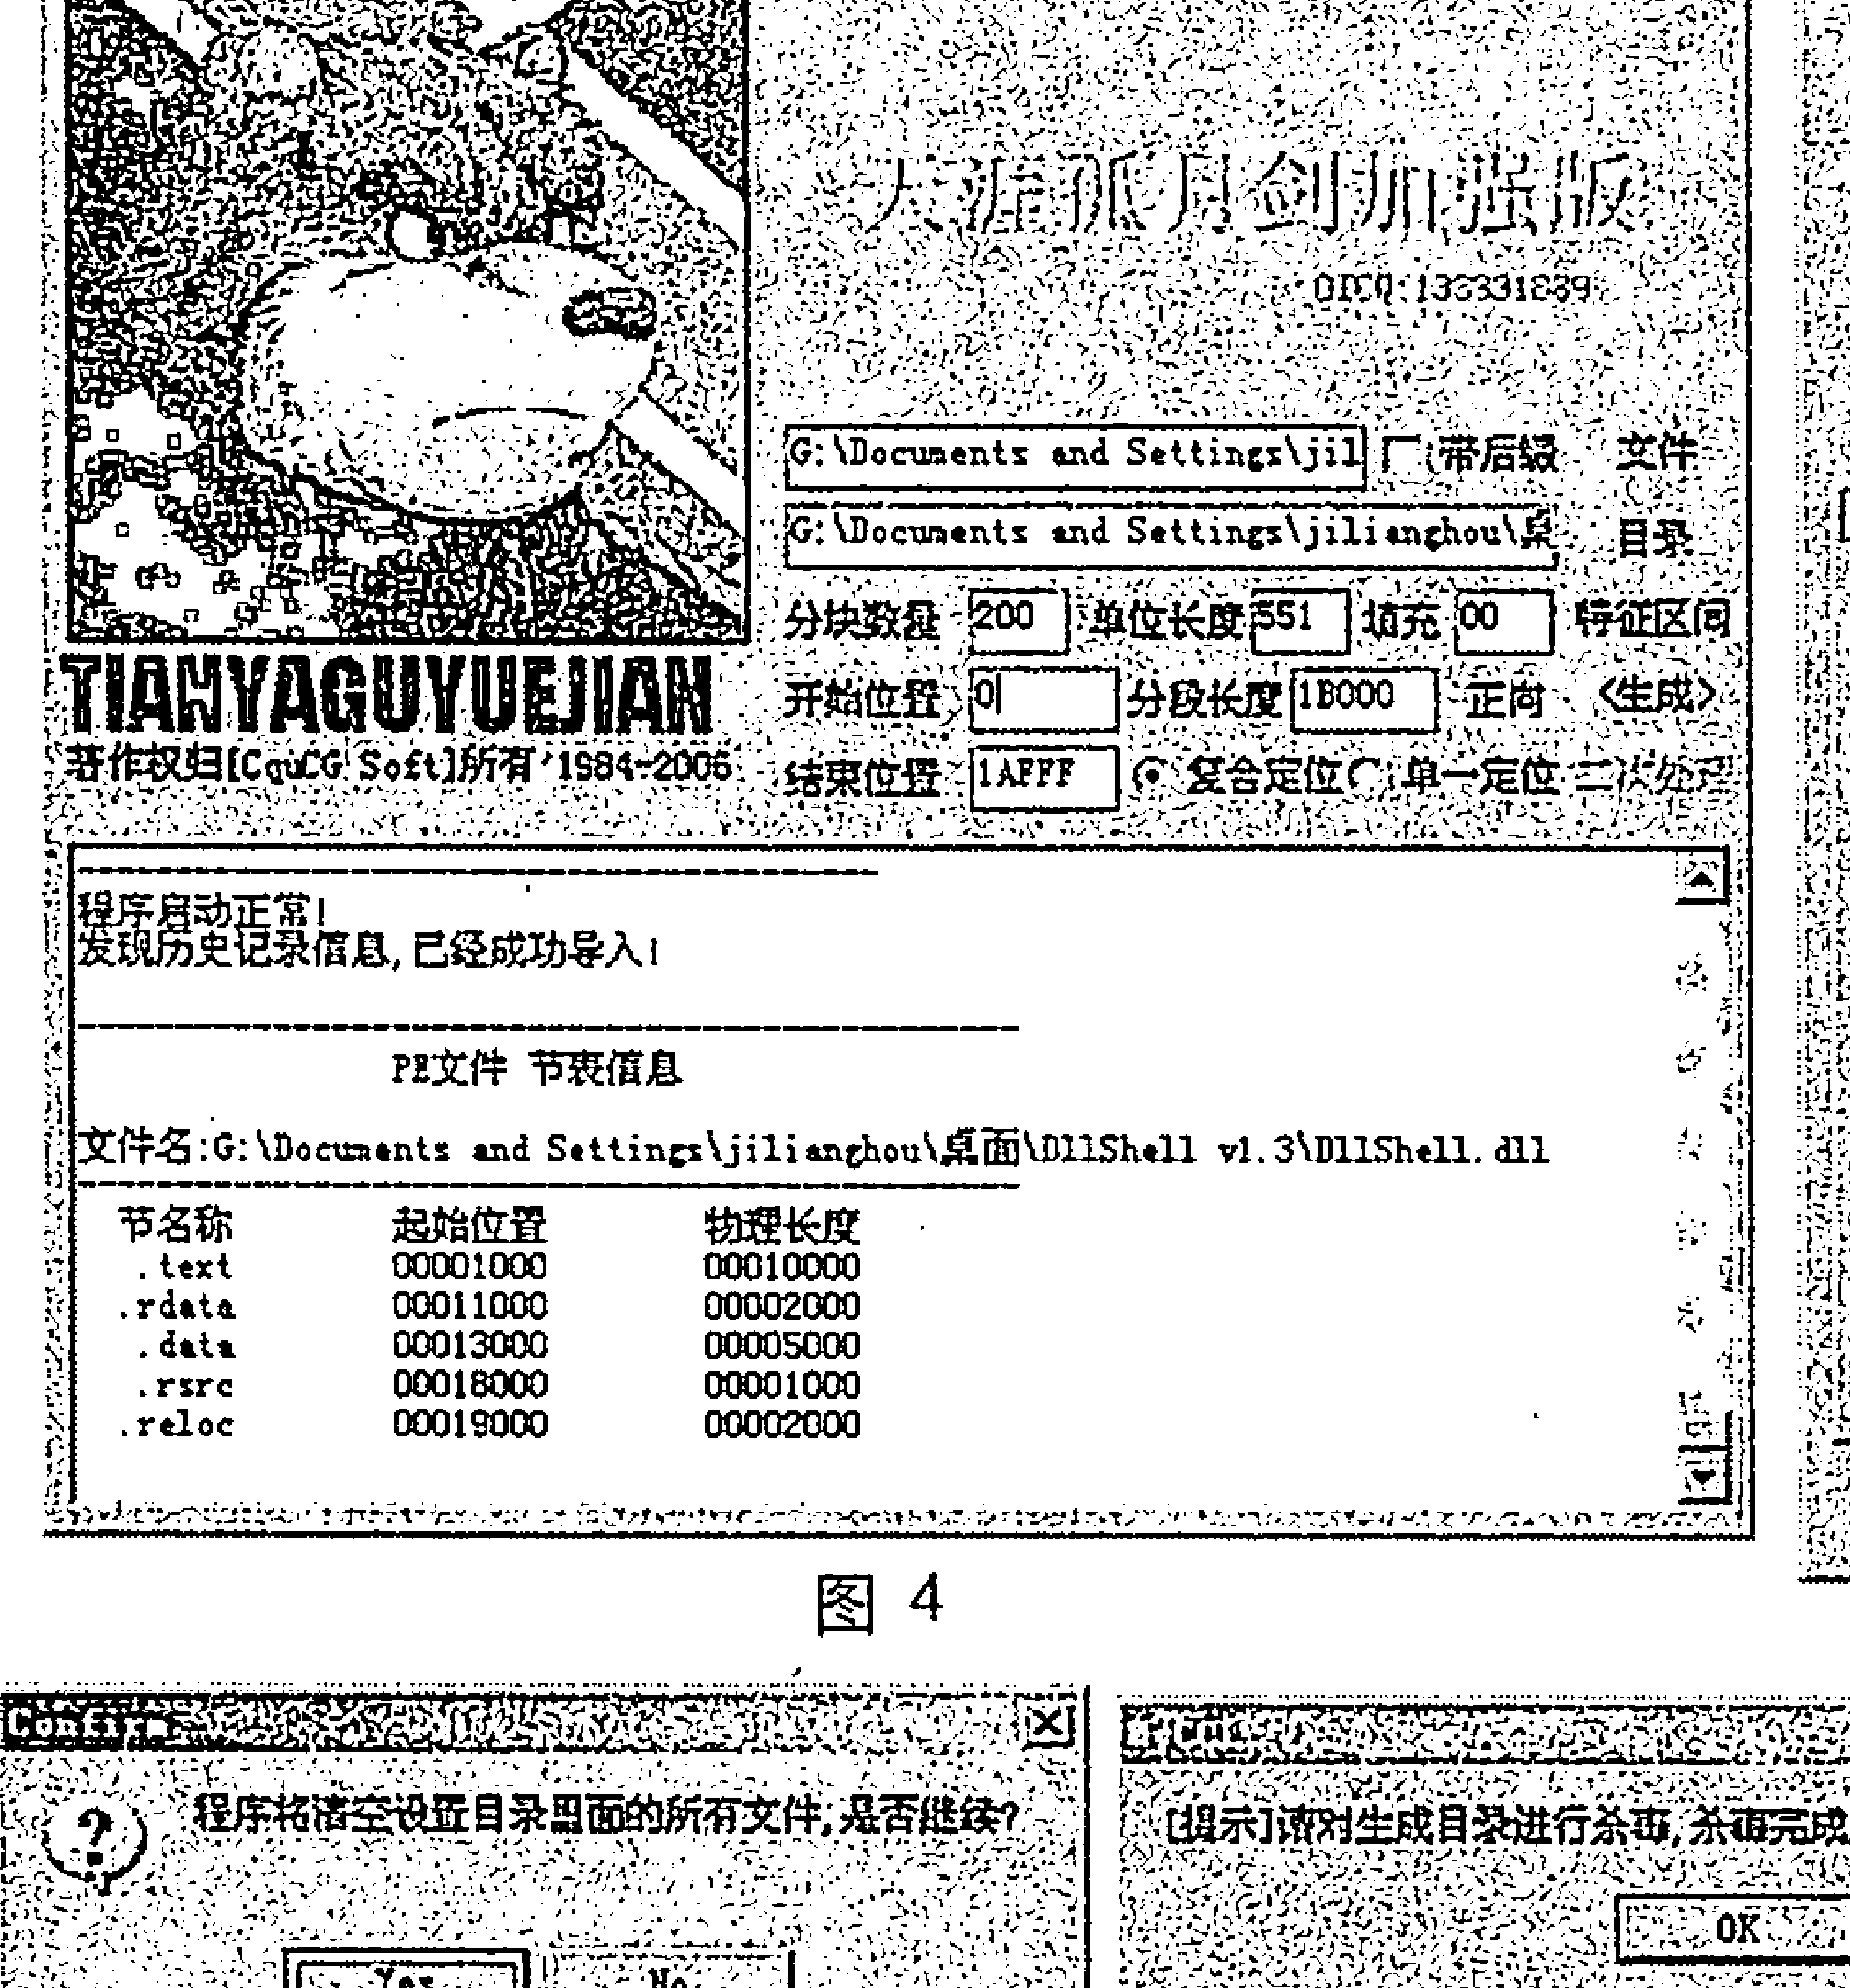 天涯孤月剑加强版
G:\Documents and Settings\jil 带后缀 文件
G:\Documents and Settings\jilianghou\桌 目录
分块数量 200 单位长度 551 填充 00 特征区间
开始位置 0 分段长度 1B000 正向 <生成>
结束位置 1AFFF 复合定位 单一定位 二次处理
TIANYAGUYUEJIAN
著作权归[CquCG Soft]所有 '1984-2006
程序启动正常!
发现历史记录信息,已经成功导入!
PE文件 节表信息
文件名:G:\Documents and Settings\jilianghou\桌面\DllShell v1.3\DllShell.dll
节名称 起始位置 物理长度
.text 00001000 00010000
.rdata 00011000 00002000
.data 00013000 00005000
.rsrc 00018000 00001000
.reloc 00019000 00002000
图 4
Confirm
程序将清空设置目录里面的所有文件,是否继续?
Yes No
[提示]请对生成目录进行杀毒,杀毒完成
OK